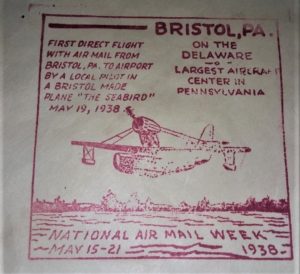 BRISTOL, PA.
FIRST DIRECT FLIGHT
WITH AIR MAIL FROM
BRISTOL, PA. TO AIRPORT
BY A LOCAL PILOT IN
A BRISTOL MADE
PLANE "THE SEABIRD"
MAY 19, 1938.
ON THE
DELAWARE
-O-
LARGEST AIRCRAFT
CENTER IN
PENNSYLVANIA
NATIONAL AIR MAIL WEEK
MAY 15-21 1938.